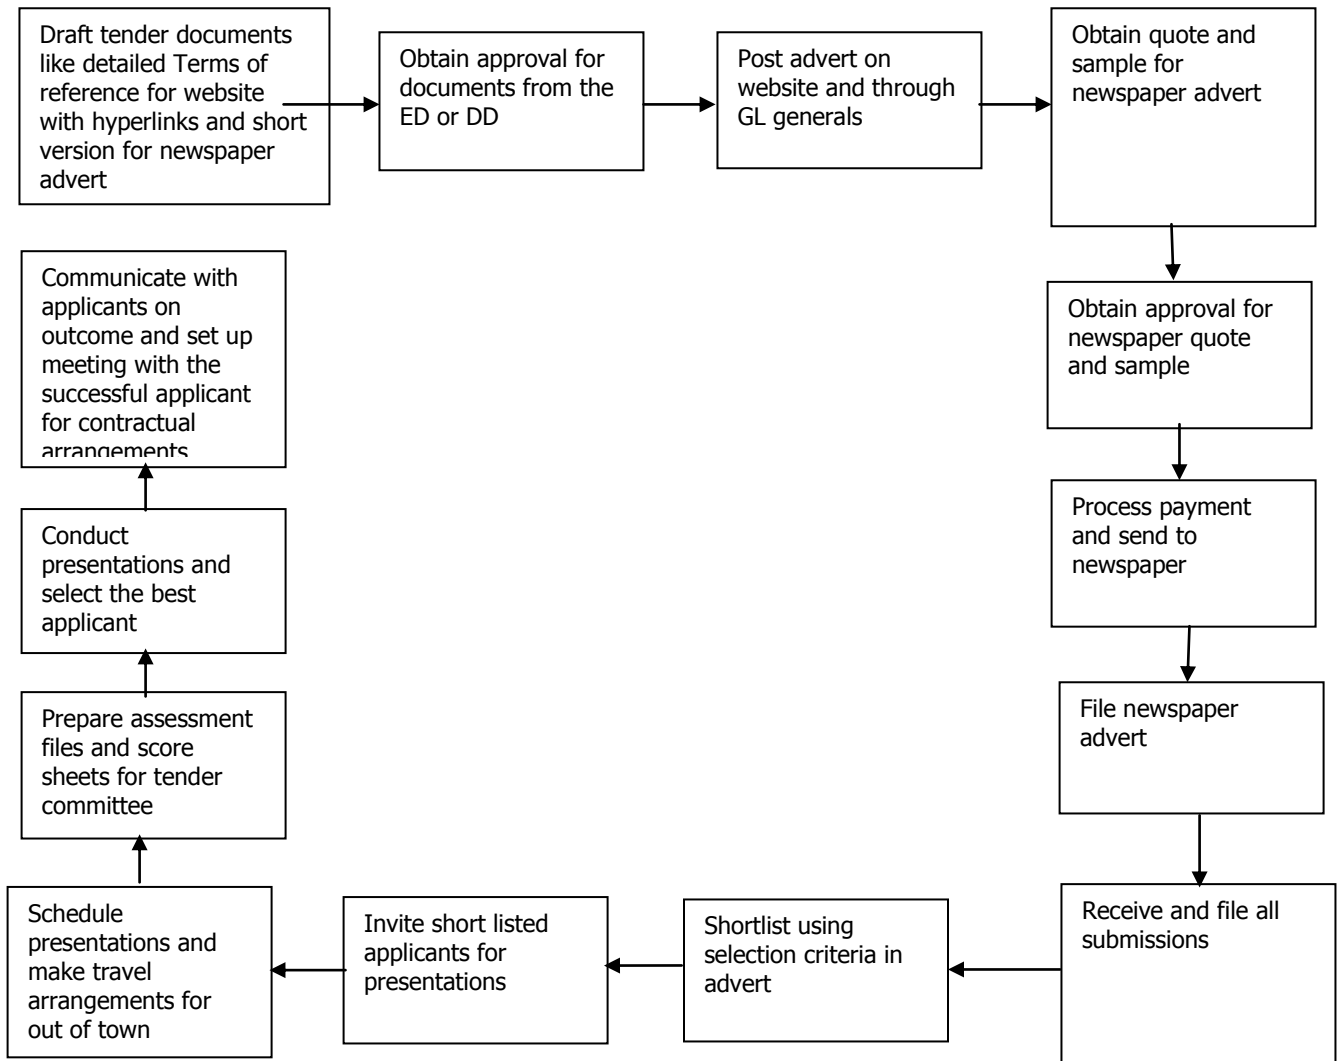 Draft tender documents
like detailed Terms of
reference for website
with hyperlinks and short
version for newspaper
advert
Obtain approval for
documents from the
ED or DD
Post advert on
website and through
GL generals
Obtain quote and
sample for
newspaper advert
Obtain approval for
newspaper quote
and sample
Process payment
and send to
newspaper
File newspaper
advert
Receive and file all
submissions
Shortlist using
selection criteria in
advert
Invite short listed
applicants for
presentations
Schedule
presentations and
make travel
arrangements for
out of town
Prepare assessment
files and score
sheets for tender
committee
Conduct
presentations and
select the best
applicant
Communicate with
applicants on
outcome and set up
meeting with the
successful applicant
for contractual
arrangements